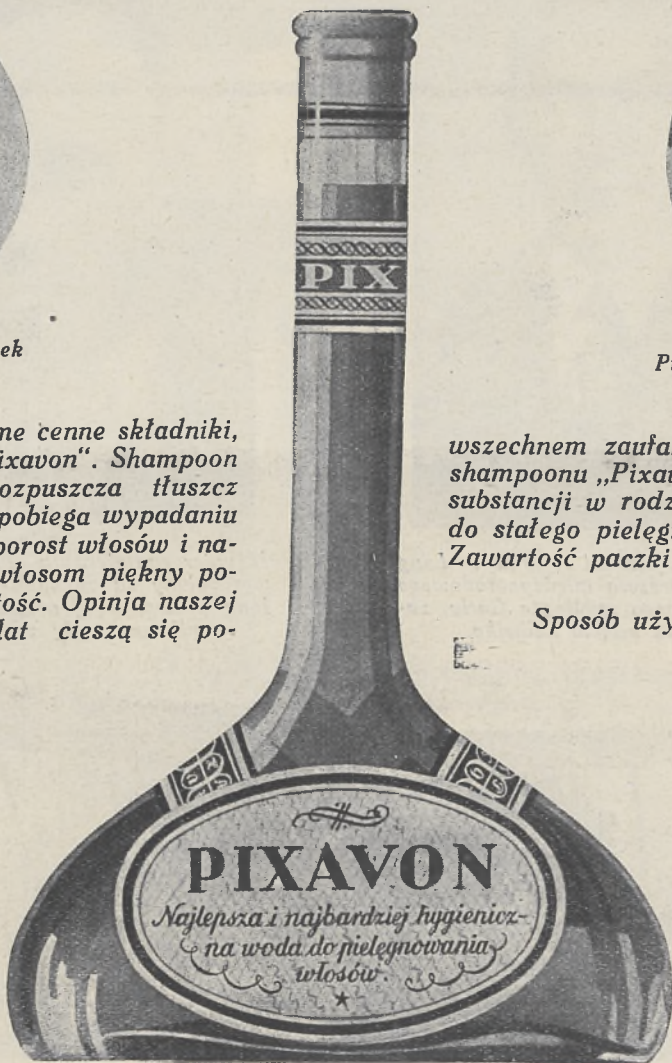 PIX
ek
me cenne składniki,
ixavon“. Shampoon
ozpuszcza tłuszcz
pobiega wypadaniu
porost włosów i na-
włosom piękny po-
tość. Opinja naszej
lat cieszą się po-
wszechnem zaufa
shampoonu „Pixav
substancji w rodz
do stałego pielęg
Zawartość paczki
Sposób uży
PIXAVON
Najlepsza i najbardziej hygienicz-
na woda do pielęgnowania
włosów.